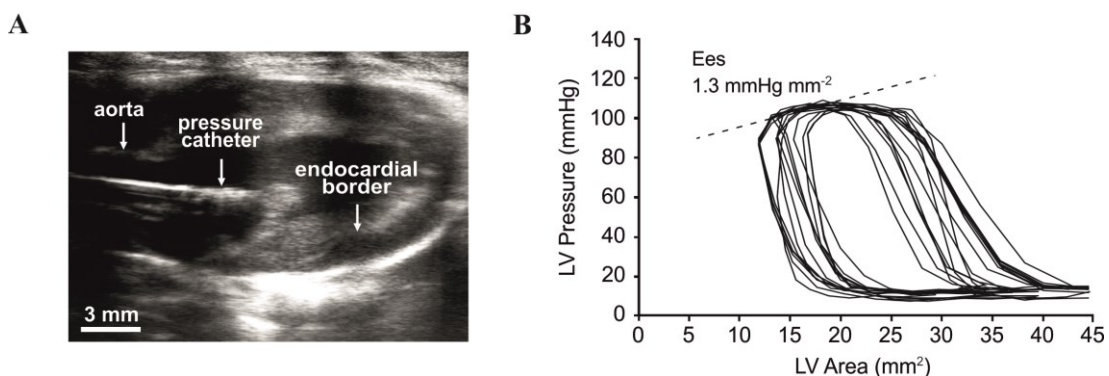 A
aorta
pressure
catheter
endocardial
border
3 mm
B
Ees
1.3 mmHg mm⁻²
LV Pressure (mmHg)
140
120
100
80
60
40
20
0
0 5 10 15 20 25 30 35 40 45
LV Area (mm²)